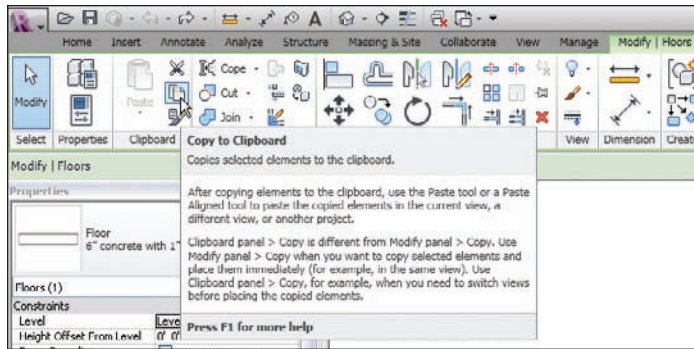 Home Insert Annotate Analyze Structure Massing & Site Collaborate View Manage Modify | Floors
Cope
Cut
Join
Modify
Paste
Select Properties Clipboard View Dimension Create
Modify | Floors
Properties
Floor
6" concrete with 1"
Floors (1)
Constraints
Level Leve
Height Offset From Level 0' 0"
Copy to Clipboard
Copies selected elements to the clipboard.
After copying elements to the clipboard, use the Paste tool or a Paste
Aligned tool to paste the copied elements in the current view, a
different view, or another project.
Clipboard panel > Copy is different from Modify panel > Copy. Use
Modify panel > Copy when you want to copy selected elements and
place them immediately (for example, in the same view). Use
Clipboard panel > Copy, for example, when you need to switch views
before placing the copied elements.
Press F1 for more help